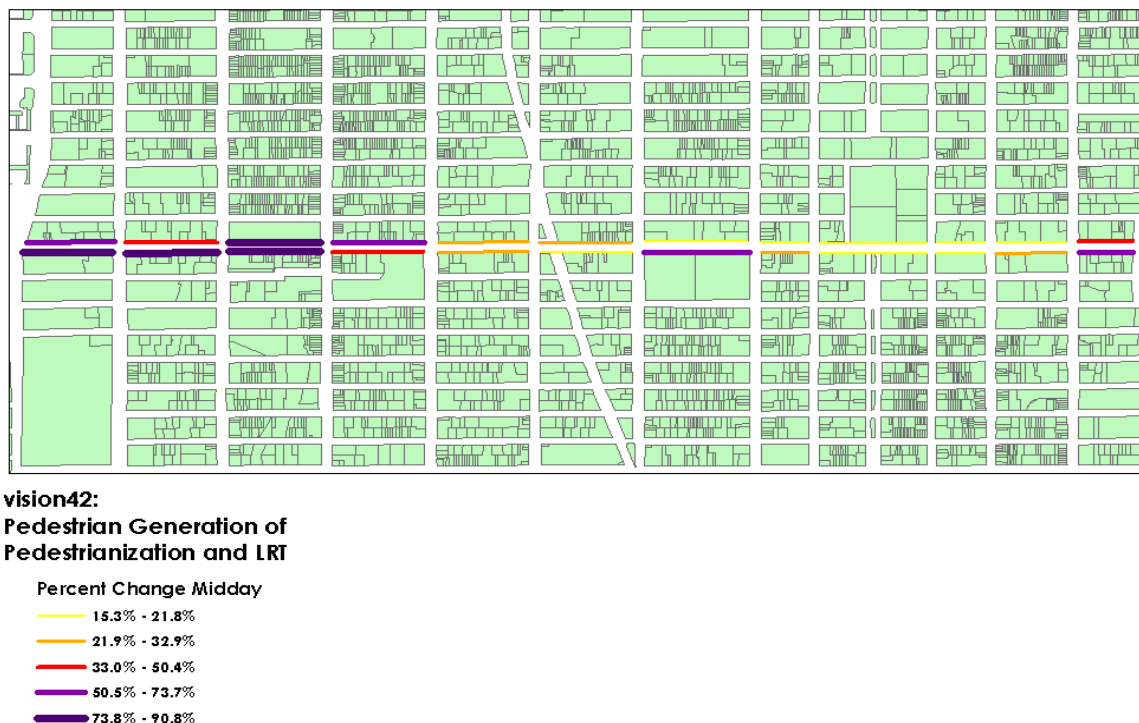 vision42:
Pedestrian Generation of
Pedestrianization and LRT
Percent Change Midday
15.3% - 21.8%
21.9% - 32.9%
33.0% - 50.4%
50.5% - 73.7%
73.8% - 90.8%